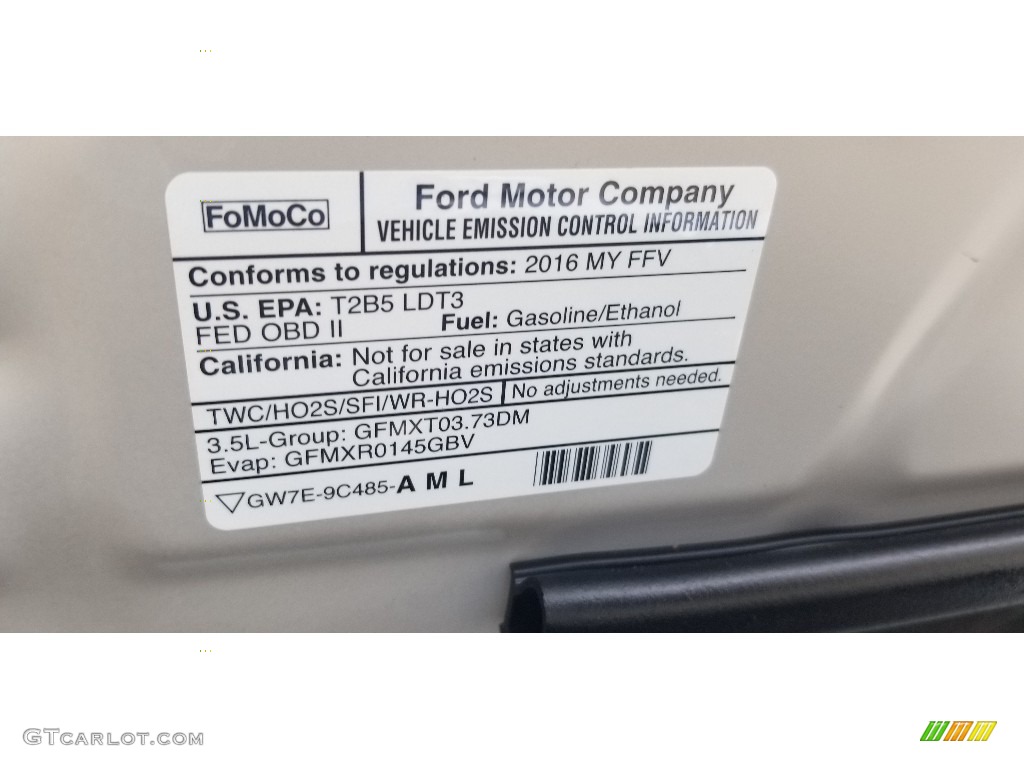 FoMoCo
Ford Motor Company
VEHICLE EMISSION CONTROL INFORMATION
Conforms to regulations: 2016 MY FFV
U.S. EPA: T2B5 LDT3
FED OBD II
Fuel: Gasoline/Ethanol
California: Not for sale in states with
California emissions standards.
TWC/HO2S/SFI/WR-HO2S
No adjustments needed.
3.5L-Group: GFMXT03.73DM
Evap: GFMXR0145GBV
GW7E-9C485-A M L
GTCARLOT.COM